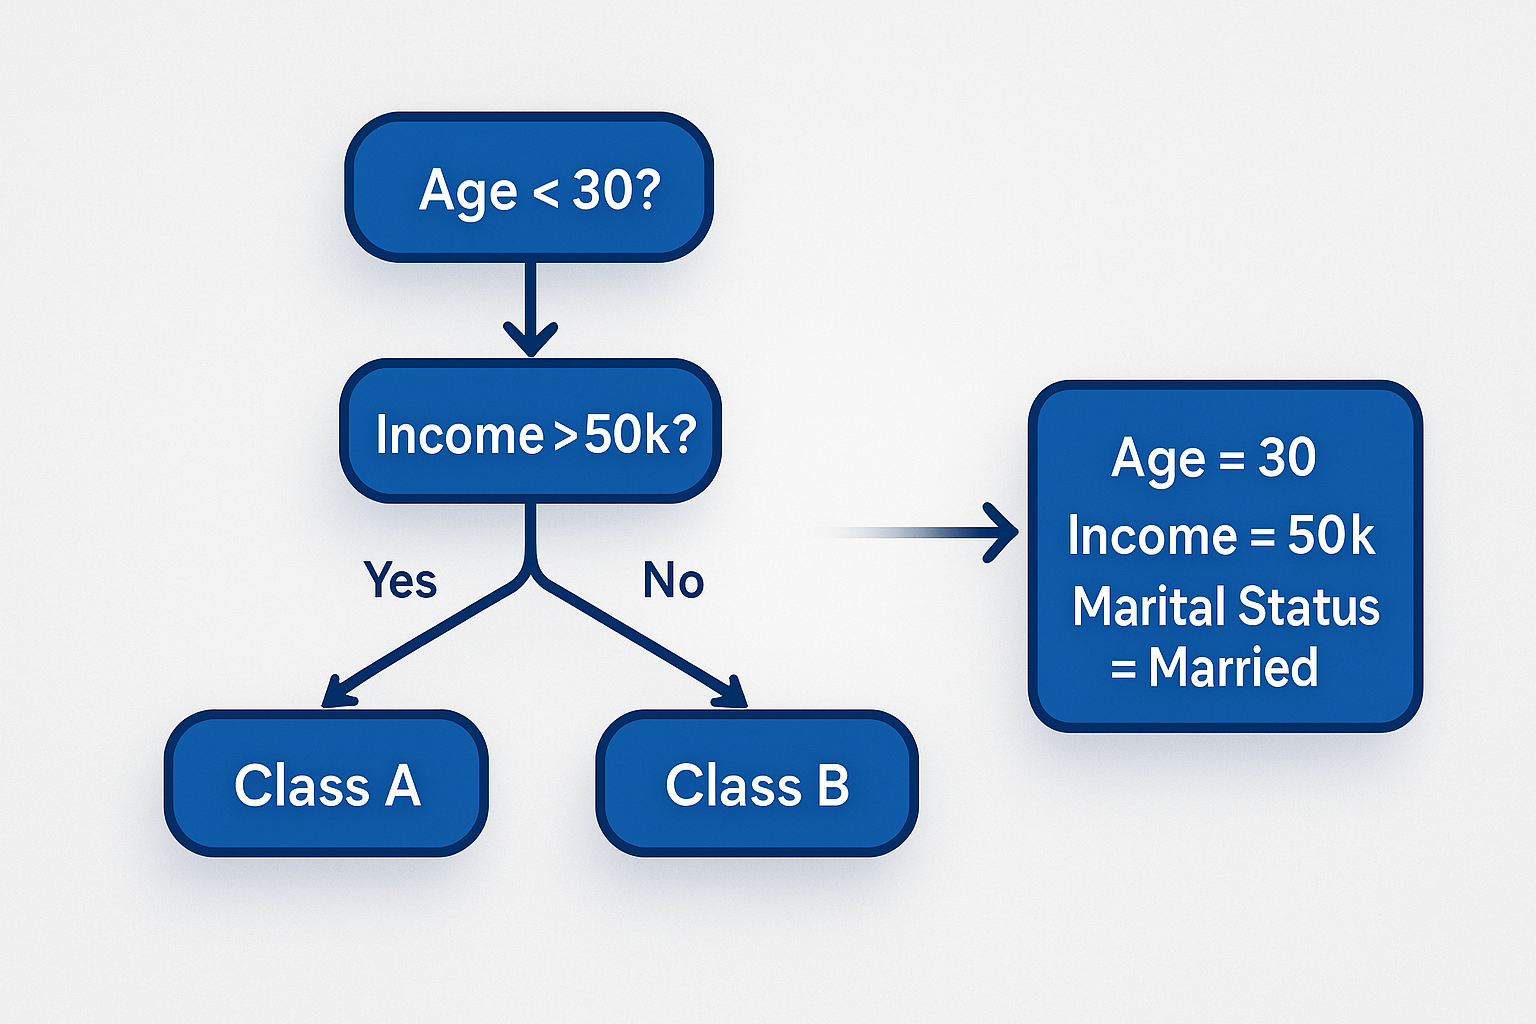 Age < 30?
Income > 50k?
Yes
No
Class A
Class B
Age = 30
Income = 50k
Marital Status
= Married